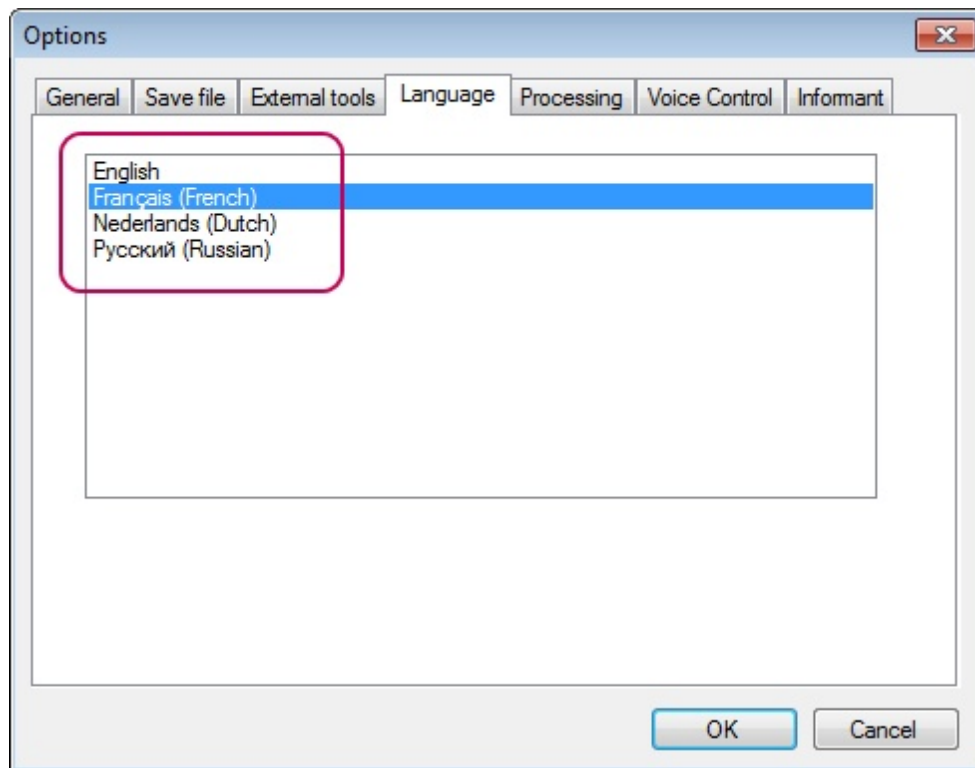 Options
General Save file External tools Language Processing Voice Control Informant
English
Français (French)
Nederlands (Dutch)
Русский (Russian)
OK Cancel